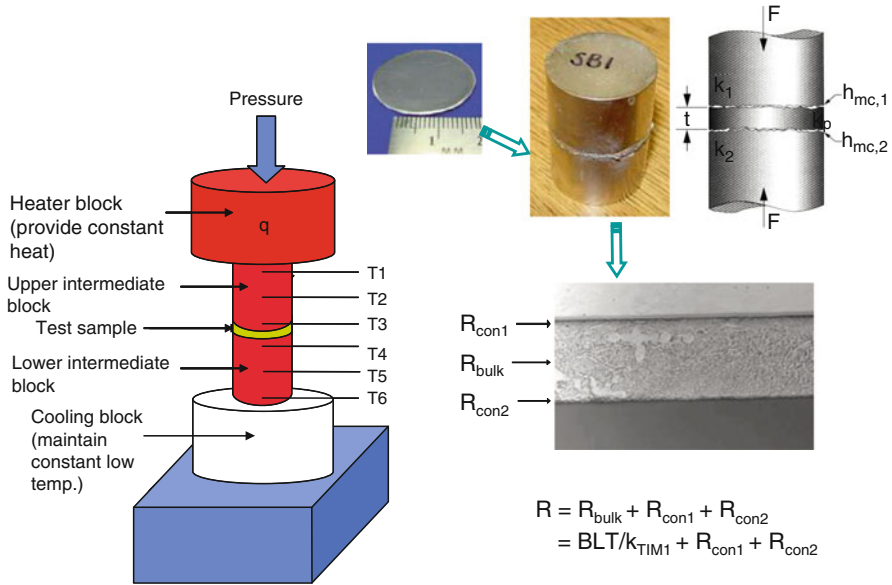 Pressure
Heater block
(provide constant
heat)
q
Upper intermediate
block
Test sample
Lower intermediate
block
Cooling block
(maintain
constant low
temp.)
T1
T2
T3
T4
T5
T6
1
2
M M
SB1
F
k1
hmc,1
t
kp
k2
hmc,2
F
Rcon1
Rbulk
Rcon2
R = Rbulk + Rcon1 + Rcon2
= BLT/kTIM1 + Rcon1 + Rcon2